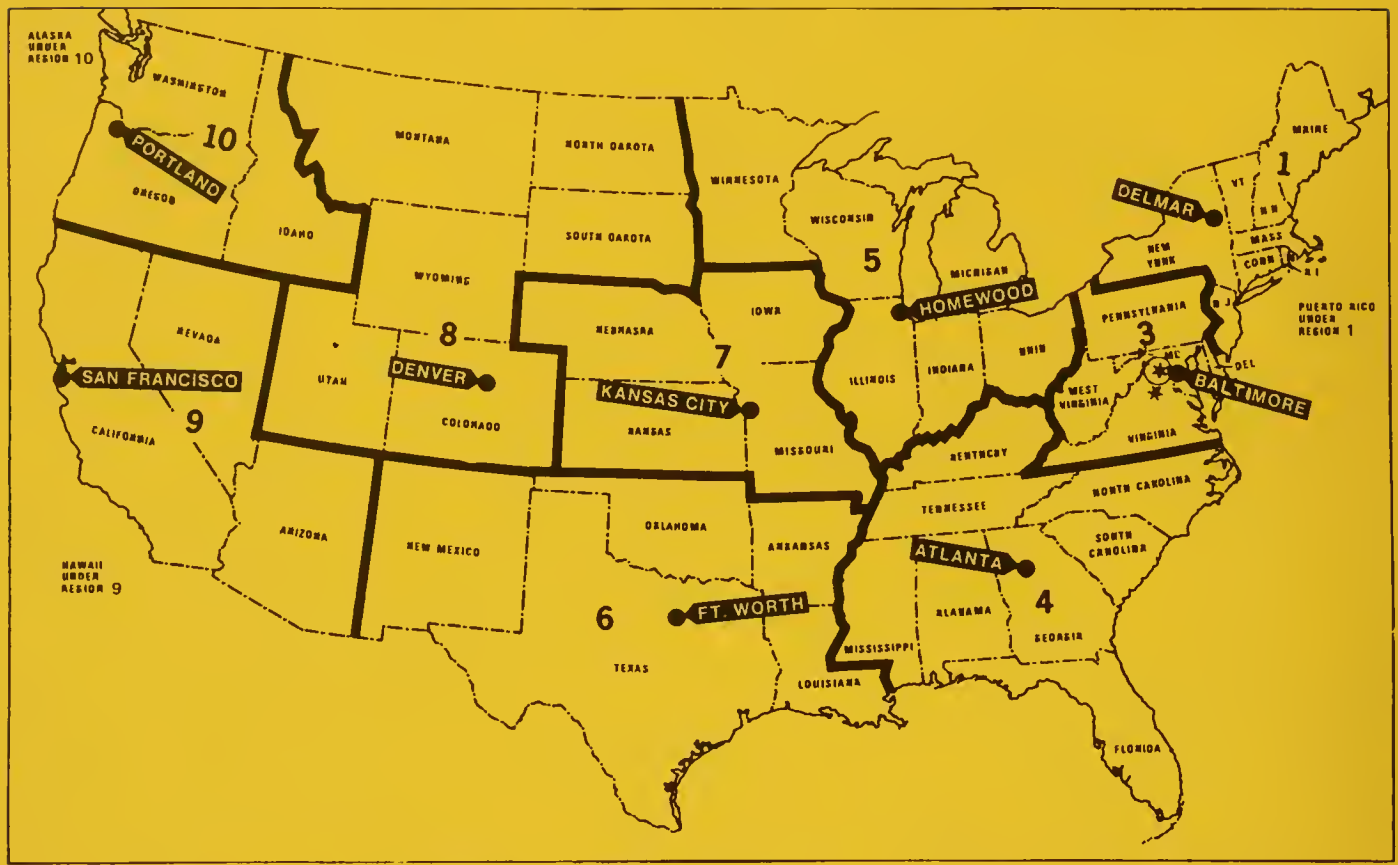 ALASKA
UNDER
REGION 10
WASHINGTON
10
PORTLAND
OREGON
IDAHO
MONTANA
NORTH DAKOTA
SOUTH DAKOTA
WYOMING
8
MINNESOTA
WISCONSIN
5
MICHIGAN
HOMEWOOD
MAINE
1
VT
N H
DELMAR
NEW
YORK
MASS
CONN
R I
PUERTO RICO
UNDER
REGION 1
PENNSYLVANIA
N J
3
MD
DEL
BALTIMORE
WEST
VIRGINIA
VIRGINIA
NEVADA
SAN FRANCISCO
9
CALIFORNIA
UTAH
DENVER
COLORADO
NEBRASKA
IOWA
7
KANSAS CITY
KANSAS
MISSOURI
ILLINOIS
INDIANA
OHIO
KENTUCKY
TENNESSEE
NORTH CAROLINA
SOUTH
CAROLINA
ARIZONA
NEW MEXICO
OKLAHOMA
ARKANSAS
HAWAII
UNDER
REGION 9
6
FT. WORTH
TEXAS
LOUISIANA
MISSISSIPPI
ALABAMA
ATLANTA
4
GEORGIA
FLORIDA